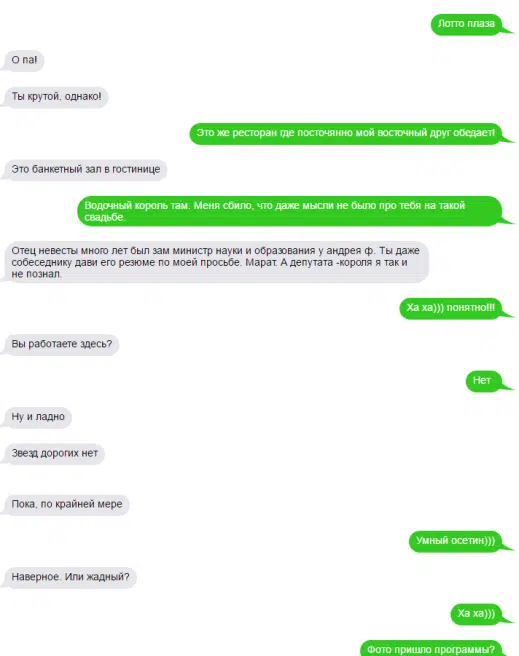 Лотто плаза
О па!
Ты крутой, однако!
Это же ресторан где посточянно мой восточный друг обедает!
Это банкетный зал в гостинице
Водочный король там. Меня сбило, что даже мысли не было про тебя на такой
свадьбе.
Отец невесты много лет был зам министр науки и образования у андрея ф. Ты даже
собеседнику дави его резюме по моей просьбе. Марат. А депутата -короля я так и
не познал.
Ха ха))) понятно!!!
Вы работаете здесь?
Нет
Ну и ладно
Звезд дорогих нет
Пока, по крайней мере
Умный осетин)))
Наверное. Или жадный?
Ха ха)))
Фото пришло программы?